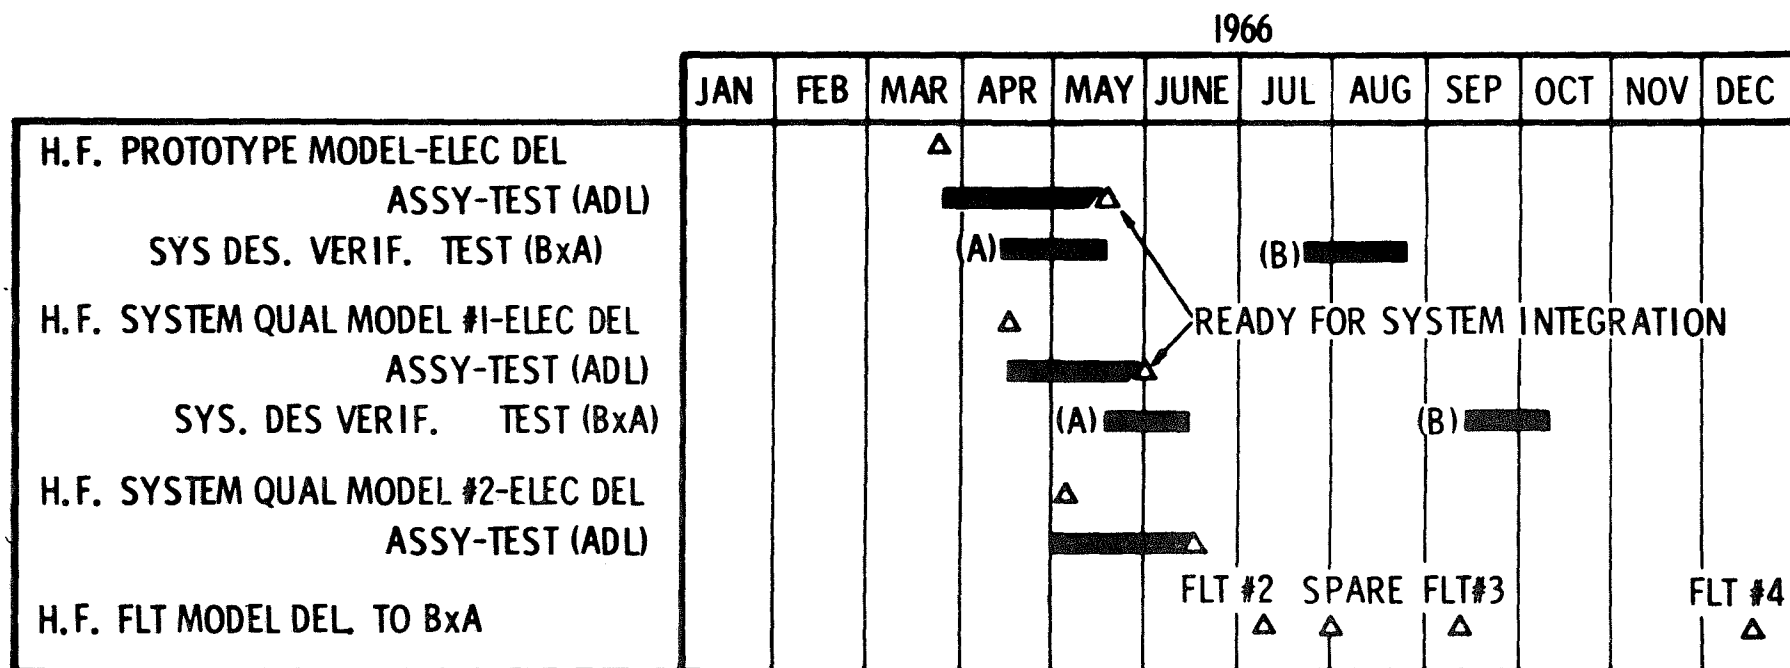 1966
JAN FEB MAR APR MAY JUNE JUL AUG SEP OCT NOV DEC
H.F. PROTOTYPE MODEL-ELEC DEL
ASSY-TEST (ADL)
SYS DES. VERIF. TEST (BxA) (A) (B)
H.F. SYSTEM QUAL MODEL #1-ELEC DEL READY FOR SYSTEM INTEGRATION
ASSY-TEST (ADL)
SYS. DES VERIF. TEST (BxA) (A) (B)
H.F. SYSTEM QUAL MODEL #2-ELEC DEL
ASSY-TEST (ADL)
FLT #2 SPARE FLT#3 FLT #4
H.F. FLT MODEL DEL. TO BxA